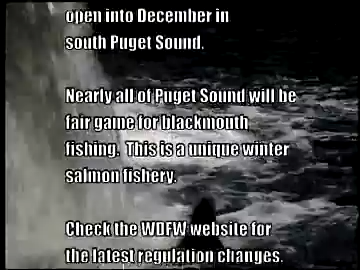 open into December in
south Puget Sound.
Nearly all of Puget Sound will be
fair game for blackmouth
fishing.  This is a unique winter
salmon fishery.
Check the WDFW website for
the latest regulation changes.